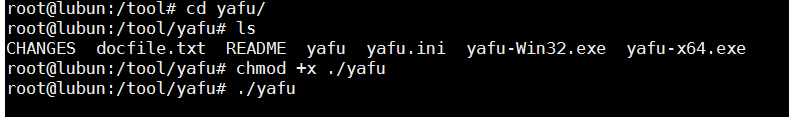 root@lubun:/tool# cd yafu/
root@lubun:/tool/yafu# ls
CHANGES  docfile.txt  README  yafu  yafu.ini  yafu-Win32.exe  yafu-x64.exe
root@lubun:/tool/yafu# chmod +x ./yafu
root@lubun:/tool/yafu# ./yafu